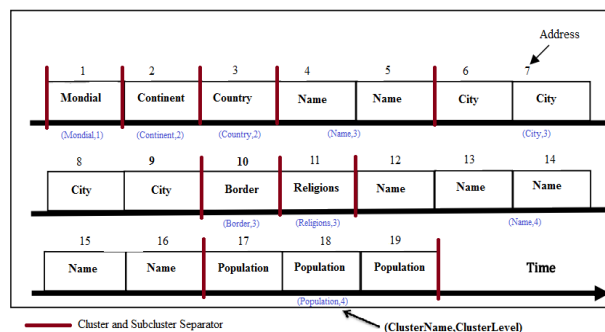 Address
1 2 3 4 5 6 7
Mondial Continent Country Name Name City City
(Mondial,1) (Continent,2) (Country,2) (Name,3) (City,3)
8 9 10 11 12 13 14
City City Border Religions Name Name Name
(Border,3) (Religions,3) (Name,4)
15 16 17 18 19
Name Name Population Population Population Time
(Population,4)
Cluster and Subcluster Separator (ClusterName,ClusterLevel)